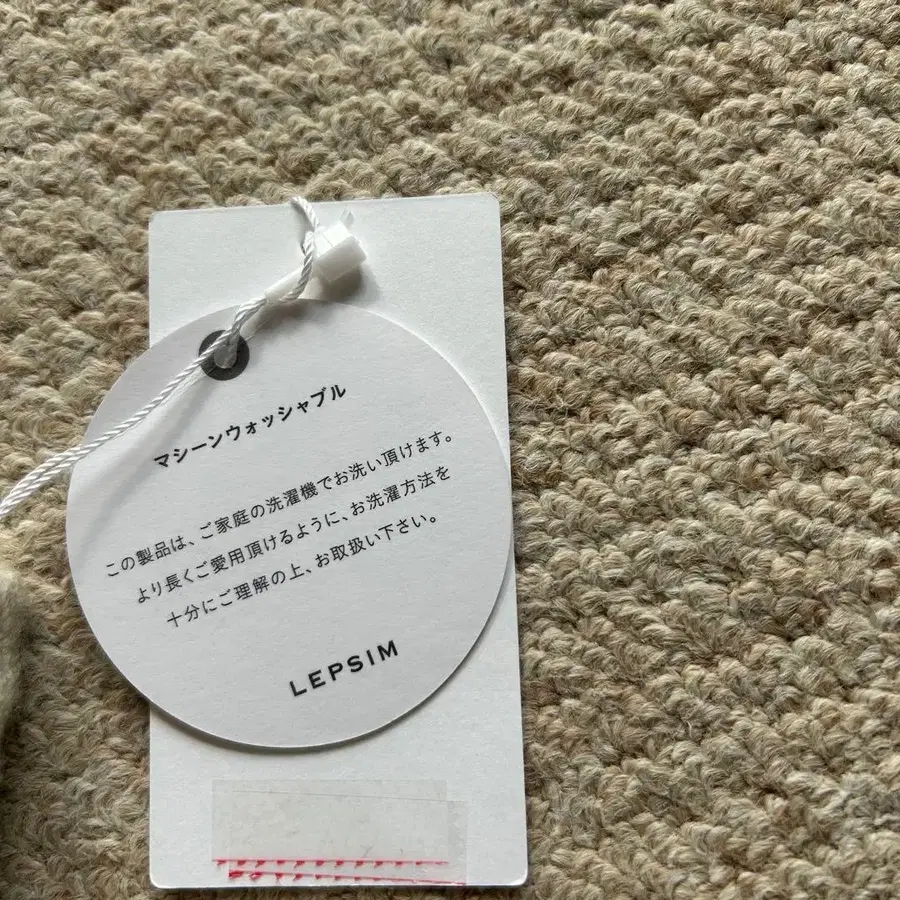 マシーンウォッシャブル
この製品は、ご家庭の洗濯機でお洗い頂けます。
より長くご愛用頂けるように、お洗濯方法を
十分にご理解の上、お取扱い下さい。
LEPSIM